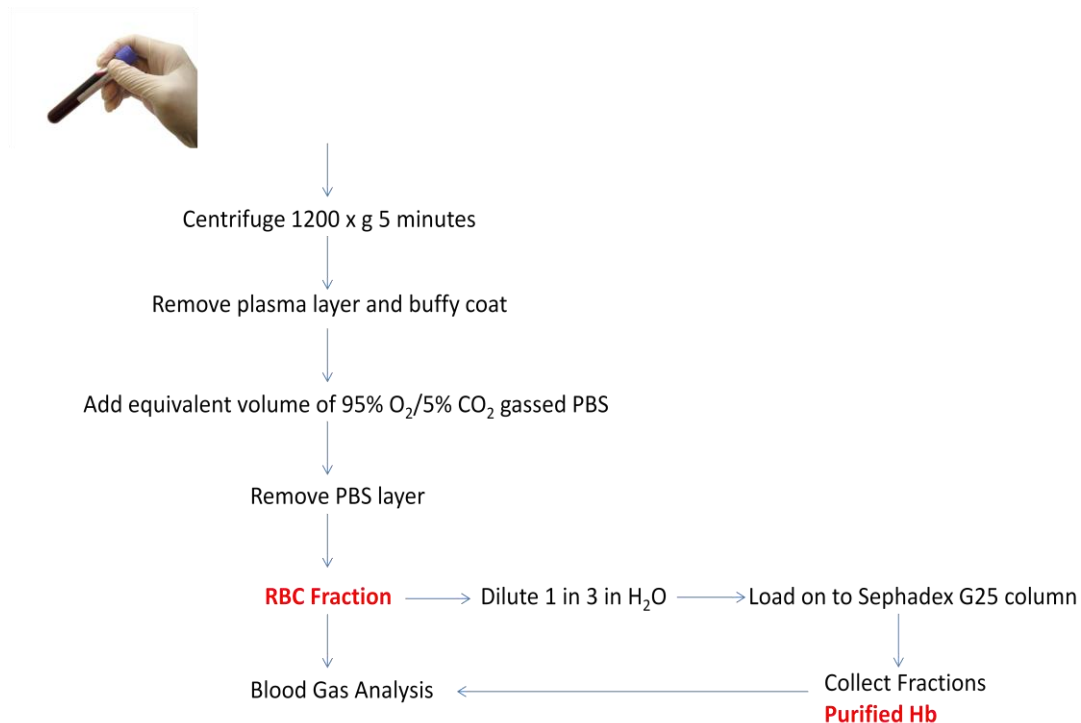 Centrifuge 1200 x g 5 minutes
Remove plasma layer and buffy coat
Add equivalent volume of 95% O₂/5% CO₂ gassed PBS
Remove PBS layer
RBC Fraction
Dilute 1 in 3 in H₂O
Load on to Sephadex G25 column
Blood Gas Analysis
Collect Fractions
Purified Hb